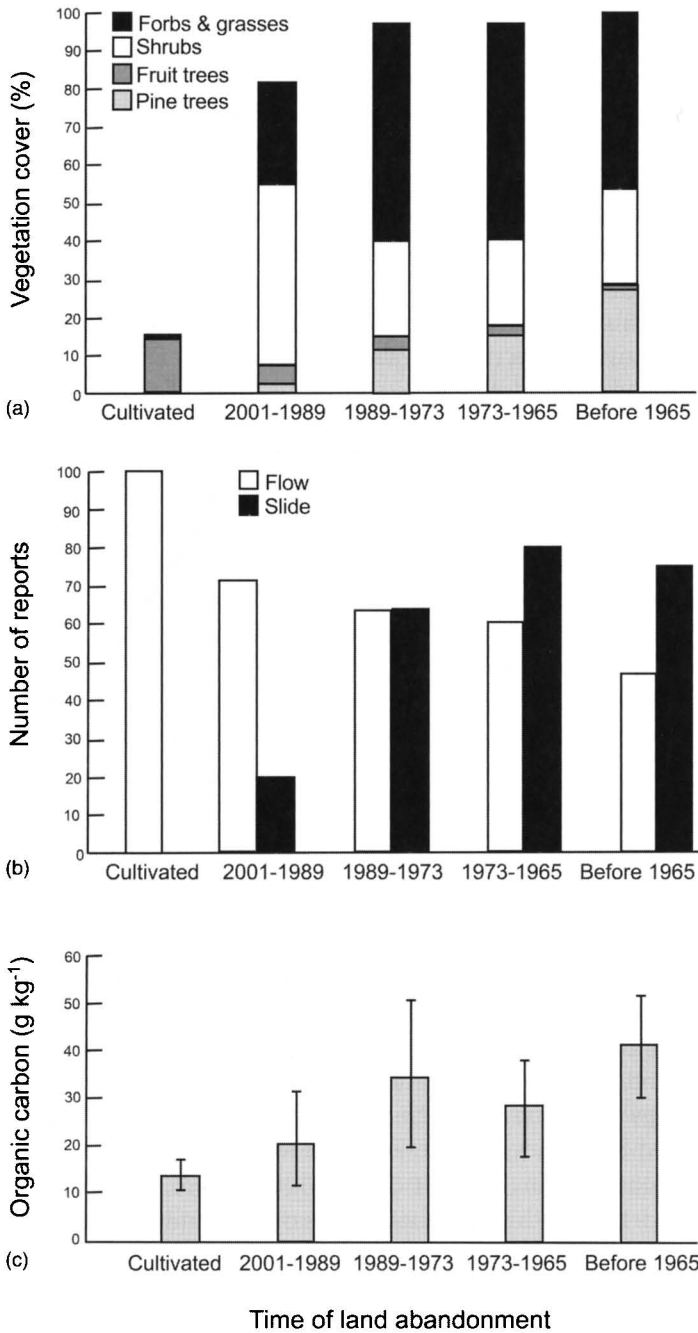 Vegetation cover (%)
100
90
80
70
60
50
40
30
20
10
0
Forbs & grasses
Shrubs
Fruit trees
Pine trees
(a)
Cultivated 2001-1989 1989-1973 1973-1965 Before 1965
Number of reports
100
90
80
70
60
50
40
30
20
10
0
Flow
Slide
(b)
Cultivated 2001-1989 1989-1973 1973-1965 Before 1965
Organic carbon (g kg-1)
60
50
40
30
20
10
0
(c)
Cultivated 2001-1989 1989-1973 1973-1965 Before 1965
Time of land abandonment